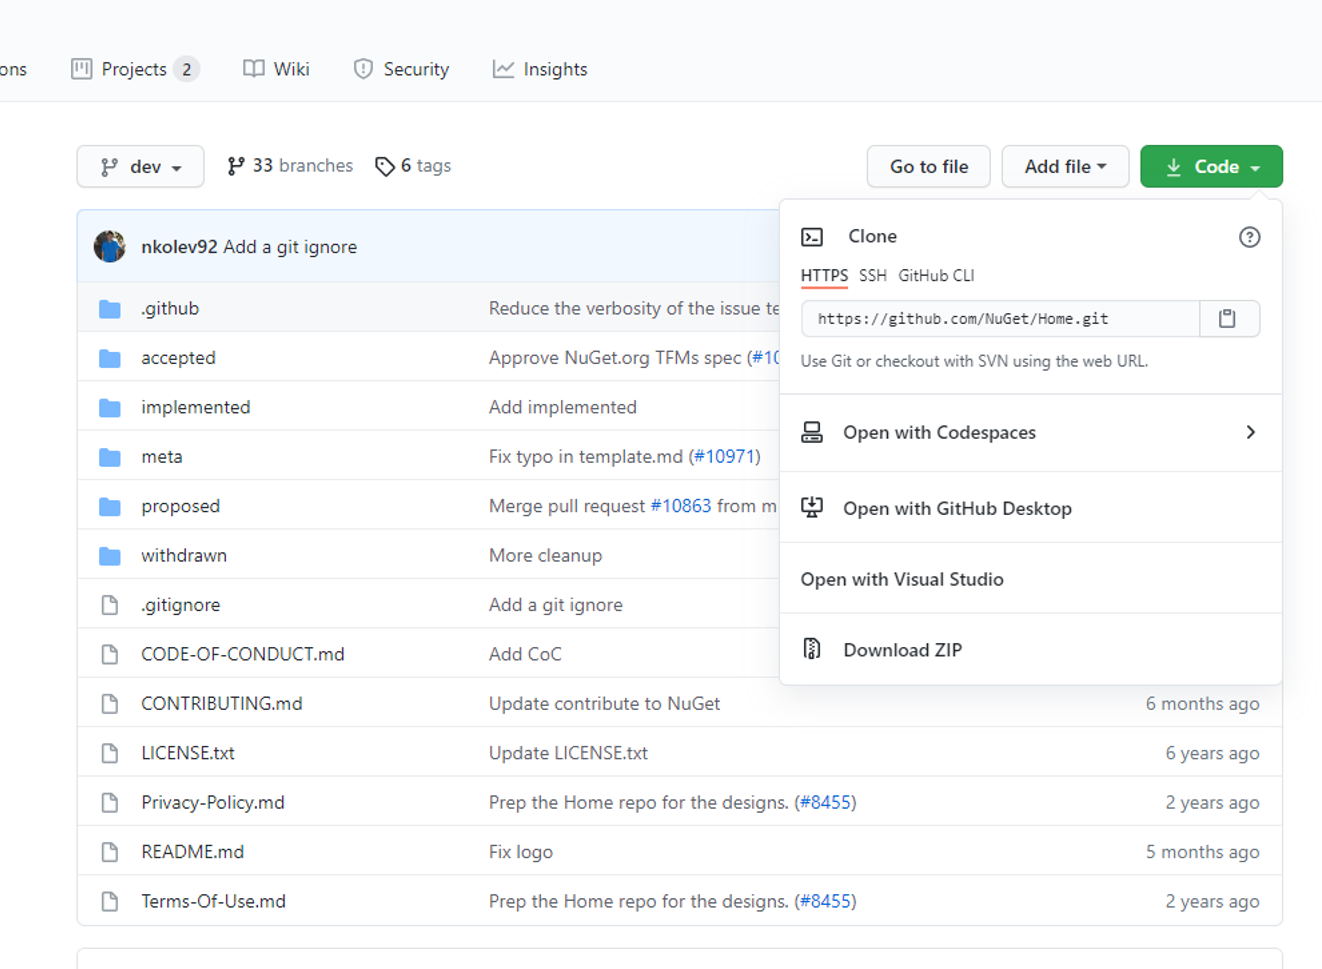 ons Projects 2 Wiki Security Insights
dev 33 branches 6 tags Go to file Add file Code
nkolev92 Add a git ignore
Clone
HTTPS SSH GitHub CLI
https://github.com/NuGet/Home.git
Use Git or checkout with SVN using the web URL.
Open with Codespaces
Open with GitHub Desktop
Open with Visual Studio
Download ZIP
.github Reduce the verbosity of the issue te
accepted Approve NuGet.org TFMs spec (#10
implemented Add implemented
meta Fix typo in template.md (#10971)
proposed Merge pull request #10863 from m
withdrawn More cleanup
.gitignore Add a git ignore
CODE-OF-CONDUCT.md Add CoC
CONTRIBUTING.md Update contribute to NuGet 6 months ago
LICENSE.txt Update LICENSE.txt 6 years ago
Privacy-Policy.md Prep the Home repo for the designs. (#8455) 2 years ago
README.md Fix logo 5 months ago
Terms-Of-Use.md Prep the Home repo for the designs. (#8455) 2 years ago